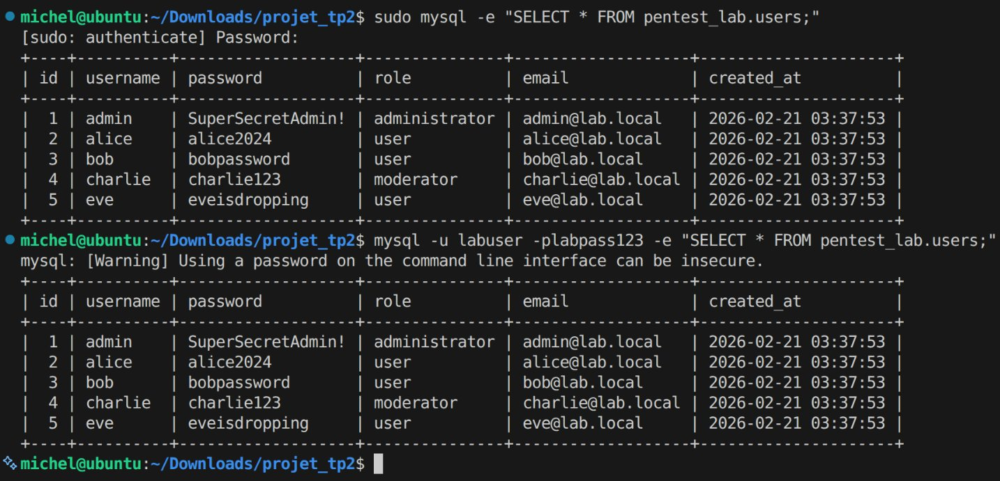 michel@ubuntu:~/Downloads/projet_tp2$ sudo mysql -e "SELECT * FROM pentest_lab.users;"
[sudo: authenticate] Password:
+----+----------+-------------------+---------------+-------------------+---------------------+
| id | username | password          | role          | email             | created_at          |
+----+----------+-------------------+---------------+-------------------+---------------------+
|  1 | admin    | SuperSecretAdmin! | administrator | admin@lab.local   | 2026-02-21 03:37:53 |
|  2 | alice    | alice2024         | user          | alice@lab.local   | 2026-02-21 03:37:53 |
|  3 | bob      | bobpassword       | user          | bob@lab.local     | 2026-02-21 03:37:53 |
|  4 | charlie  | charlie123        | moderator     | charlie@lab.local | 2026-02-21 03:37:53 |
|  5 | eve      | eveisdropping     | user          | eve@lab.local     | 2026-02-21 03:37:53 |
+----+----------+-------------------+---------------+-------------------+---------------------+
michel@ubuntu:~/Downloads/projet_tp2$ mysql -u labuser -plabpass123 -e "SELECT * FROM pentest_lab.users;"
mysql: [Warning] Using a password on the command line interface can be insecure.
+----+----------+-------------------+---------------+-------------------+---------------------+
| id | username | password          | role          | email             | created_at          |
+----+----------+-------------------+---------------+-------------------+---------------------+
|  1 | admin    | SuperSecretAdmin! | administrator | admin@lab.local   | 2026-02-21 03:37:53 |
|  2 | alice    | alice2024         | user          | alice@lab.local   | 2026-02-21 03:37:53 |
|  3 | bob      | bobpassword       | user          | bob@lab.local     | 2026-02-21 03:37:53 |
|  4 | charlie  | charlie123        | moderator     | charlie@lab.local | 2026-02-21 03:37:53 |
|  5 | eve      | eveisdropping     | user          | eve@lab.local     | 2026-02-21 03:37:53 |
+----+----------+-------------------+---------------+-------------------+---------------------+
michel@ubuntu:~/Downloads/projet_tp2$